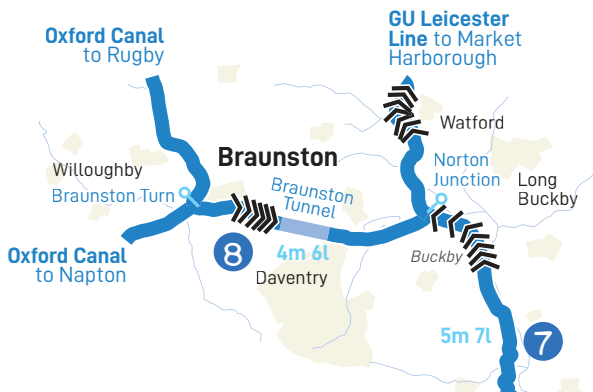 Oxford Canal
to Rugby
GU Leicester
Line to Market
Harborough
Watford
Braunston
Willoughby
Braunston Turn
Braunston
Tunnel
Norton
Junction
Long
Buckby
Oxford Canal
to Napton
8
4m 6l
Daventry
Buckby
5m 7l
7